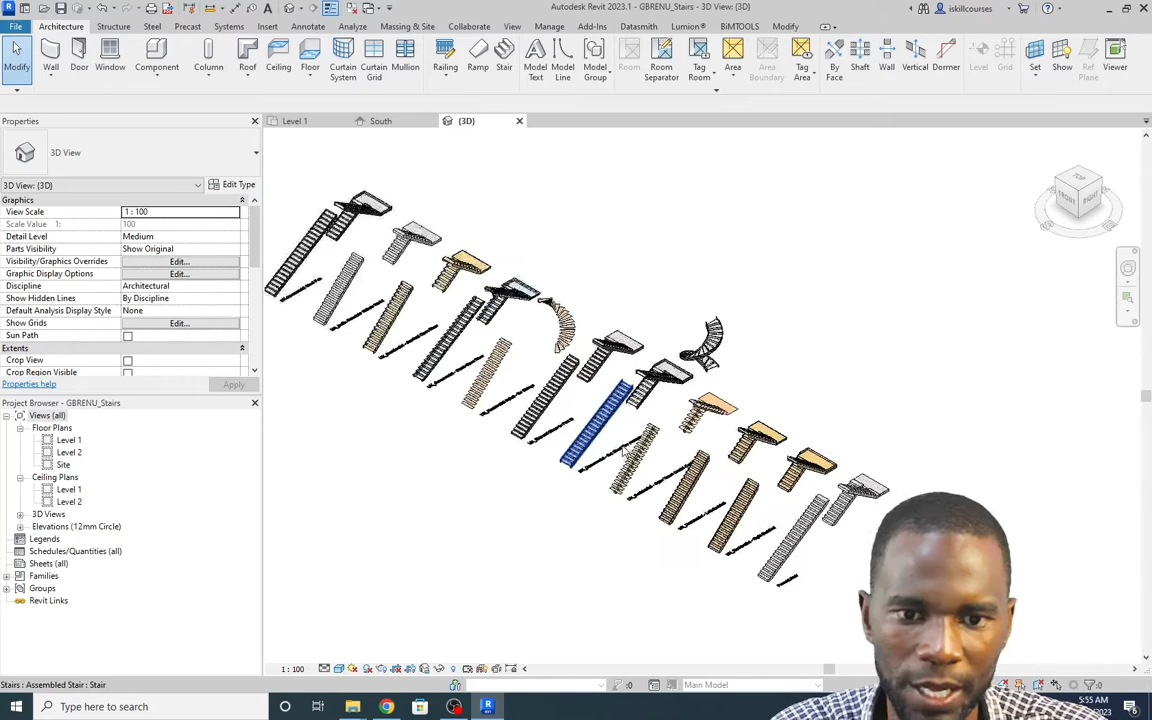 Autodesk Revit 2023.1 - GBRENU_Stairs - 3D View: {3D}
iskillcourses
File Architecture Structure Steel Precast Systems Insert Annotate Analyze Massing & Site Collaborate View Manage Add-Ins Datasmith Lumion® BiMTOOLS Modify
Modify Wall Door Window Component Column Roof Ceiling Floor Curtain System Curtain Grid Mullion Railing Ramp Stair Model Text Model Line Model Group Room Room Separator Tag Room Area Area Boundary Tag Area By Face Shaft Wall Vertical Dormer Level Grid Set Show Ref Plane Viewer
Properties
Level 1 South {3D}
3D View
3D View: {3D} Edit Type
Graphics
View Scale 1 : 100
Scale Value 1: 100
Detail Level Medium
Parts Visibility Show Original
Visibility/Graphics Overrides Edit...
Graphic Display Options Edit...
Discipline Architectural
Show Hidden Lines By Discipline
Default Analysis Display Style None
Show Grids Edit...
Sun Path
Extents
Crop View
Crop Region Visible
Properties help Apply
Project Browser - GBRENU_Stairs
Views (all)
Floor Plans
Level 1
Level 2
Site
Ceiling Plans
Level 1
Level 2
3D Views
Elevations (12mm Circle)
Legends
Schedules/Quantities (all)
Sheets (all)
Families
Groups
Revit Links
TOP
FRONT
RIGHT
1 : 100
Stairs : Assembled Stair : Stair
:0
Main Model
:0
Type here to search
5:55 AM